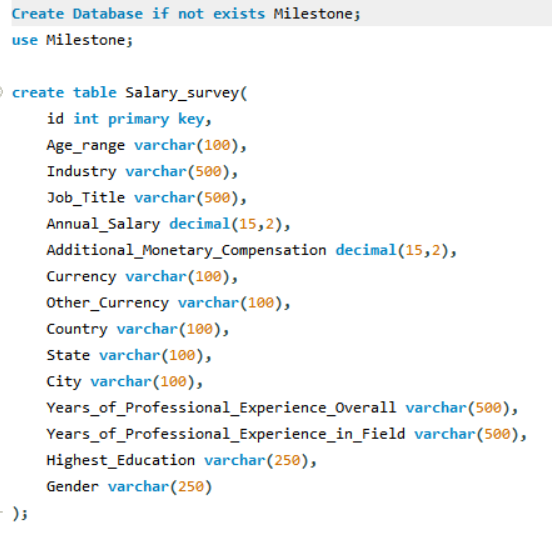 Create Database if not exists Milestone;
use Milestone;
create table Salary_survey(
id int primary key,
Age_range varchar(100),
Industry varchar(500),
Job_Title varchar(500),
Annual_Salary decimal(15,2),
Additional_Monetary_Compensation decimal(15,2),
Currency varchar(100),
Other_Currency varchar(100),
Country varchar(100),
State varchar(100),
City varchar(100),
Years_of_Professional_Experience_Overall varchar(500),
Years_of_Professional_Experience_in_Field varchar(500),
Highest_Education varchar(250),
Gender varchar(250)
);